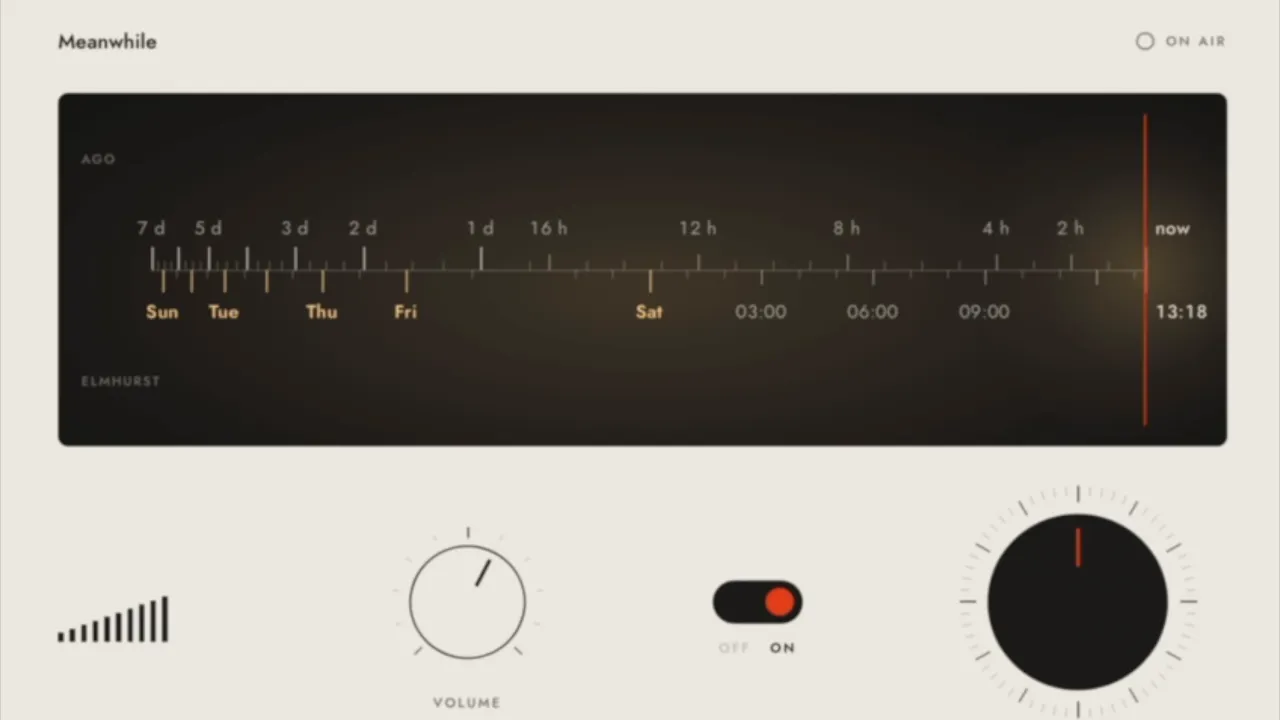 Meanwhile
ON AIR
AGO
7 d 5 d 3 d 2 d 1 d 16 h 12 h 8 h 4 h 2 h now
Sun Tue Thu Fri Sat 03:00 06:00 09:00 13:18
ELMHURST
OFF ON
VOLUME